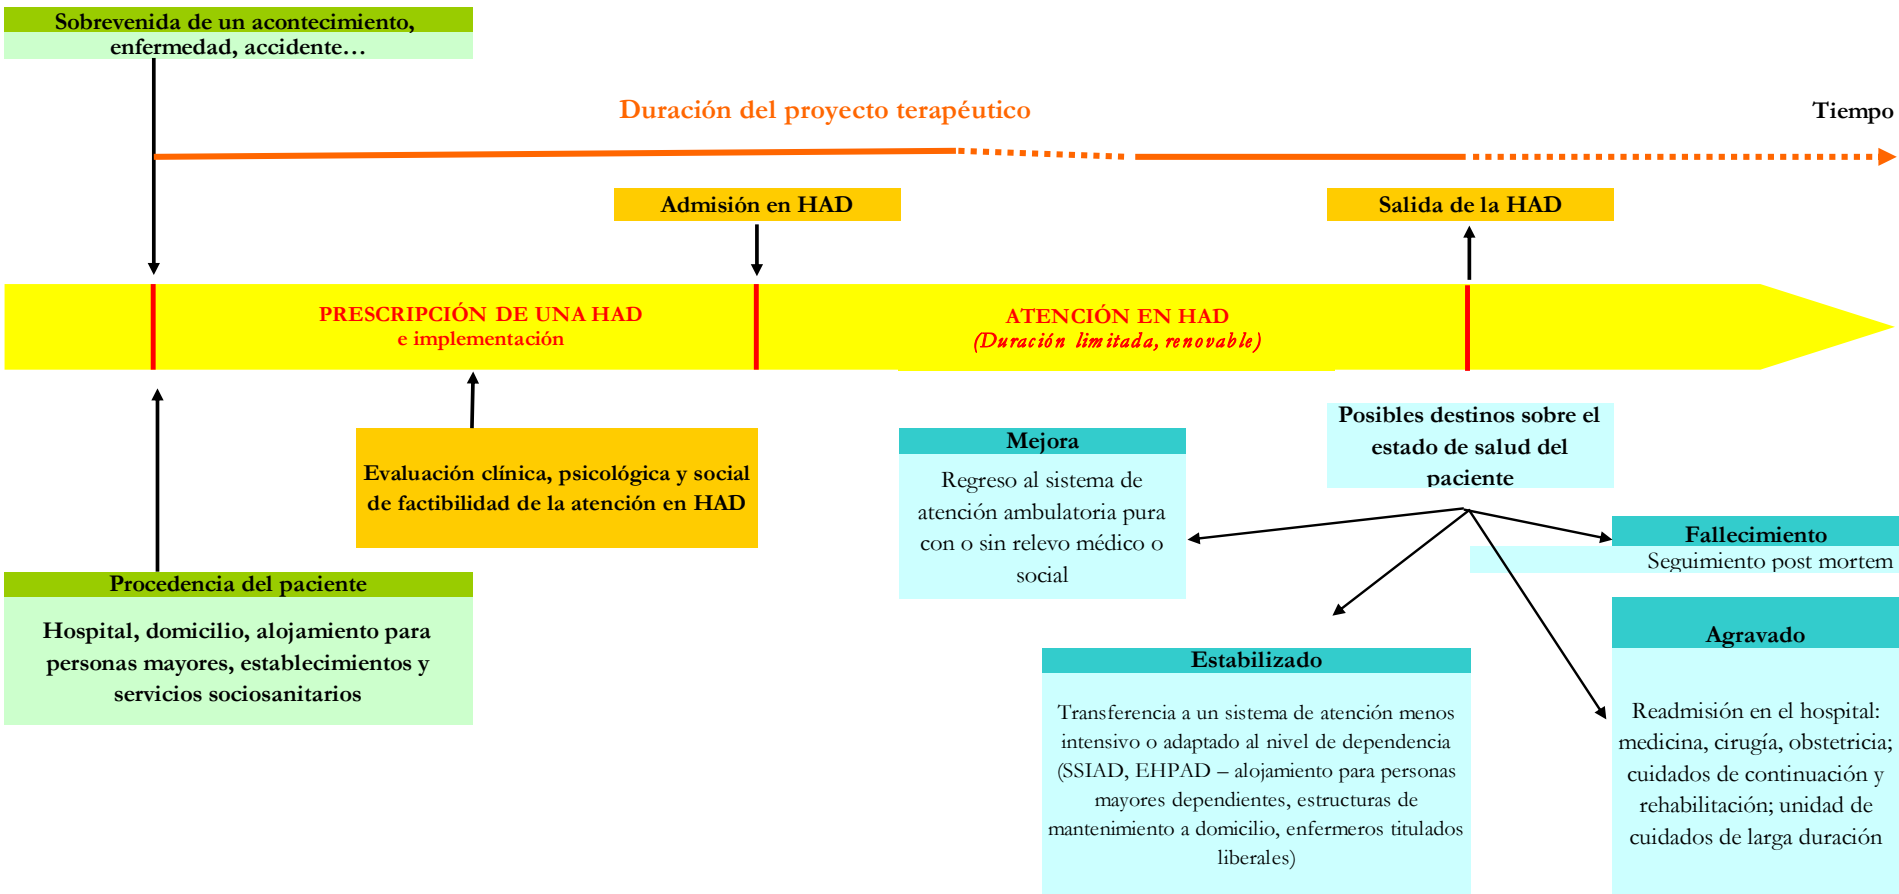 Sobrevenida de un acontecimiento,
enfermedad, accidente…
Duración del proyecto terapéutico
Tiempo
Admisión en HAD
Salida de la HAD
PRESCRIPCIÓN DE UNA HAD
e implementación
ATENCIÓN EN HAD
(Duración limitada, renovable)
Evaluación clínica, psicológica y social
de factibilidad de la atención en HAD
Procedencia del paciente
Hospital, domicilio, alojamiento para
personas mayores, establecimientos y
servicios sociosanitarios
Posibles destinos sobre el
estado de salud del
paciente
Mejora
Regreso al sistema de
atención ambulatoria pura
con o sin relevo médico o
social
Fallecimiento
Seguimiento post mortem
Estabilizado
Transferencia a un sistema de atención menos
intensivo o adaptado al nivel de dependencia
(SSIAD, EHPAD – alojamiento para personas
mayores dependientes, estructuras de
mantenimiento a domicilio, enfermeros titulados
liberales)
Agravado
Readmisión en el hospital:
medicina, cirugía, obstetricia;
cuidados de continuación y
rehabilitación; unidad de
cuidados de larga duración